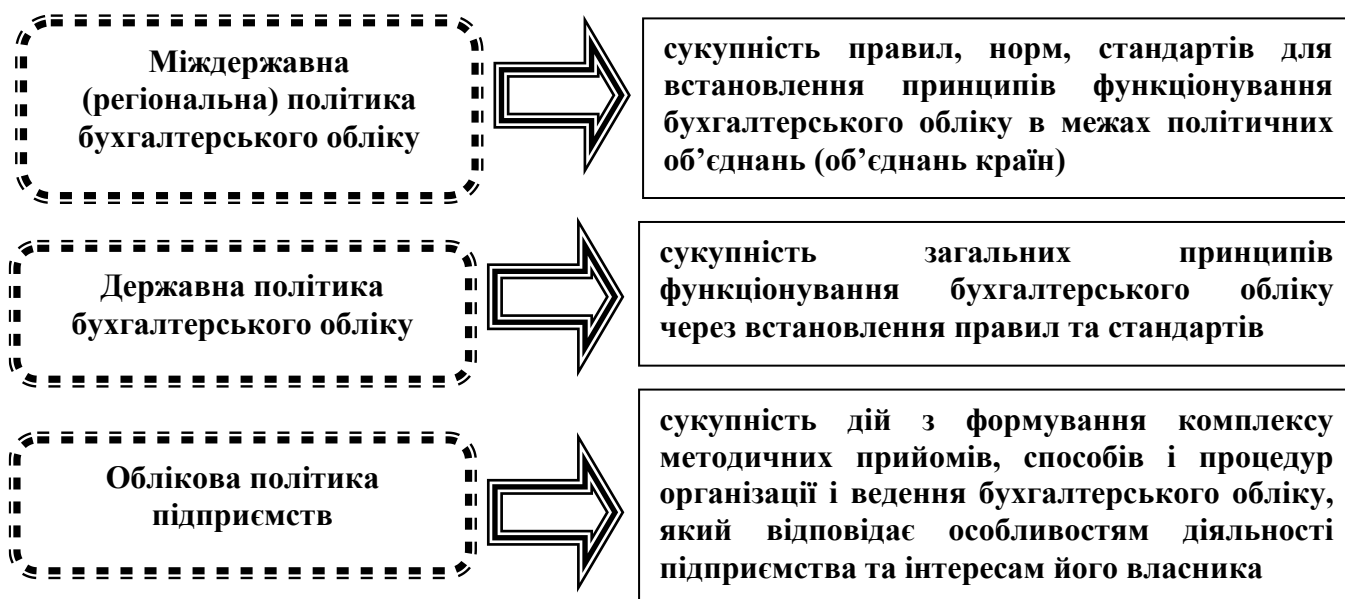 Міждержавна
(регіональна) політика
бухгалтерського обліку
сукупність правил, норм, стандартів для
встановлення принципів функціонування
бухгалтерського обліку в межах політичних
об’єднань (об’єднань країн)
Державна політика
бухгалтерського обліку
сукупність загальних принципів
функціонування бухгалтерського обліку
через встановлення правил та стандартів
Облікова політика
підприємств
сукупність дій з формування комплексу
методичних прийомів, способів і процедур
організації і ведення бухгалтерського обліку,
який відповідає особливостям діяльності
підприємства та інтересам його власника